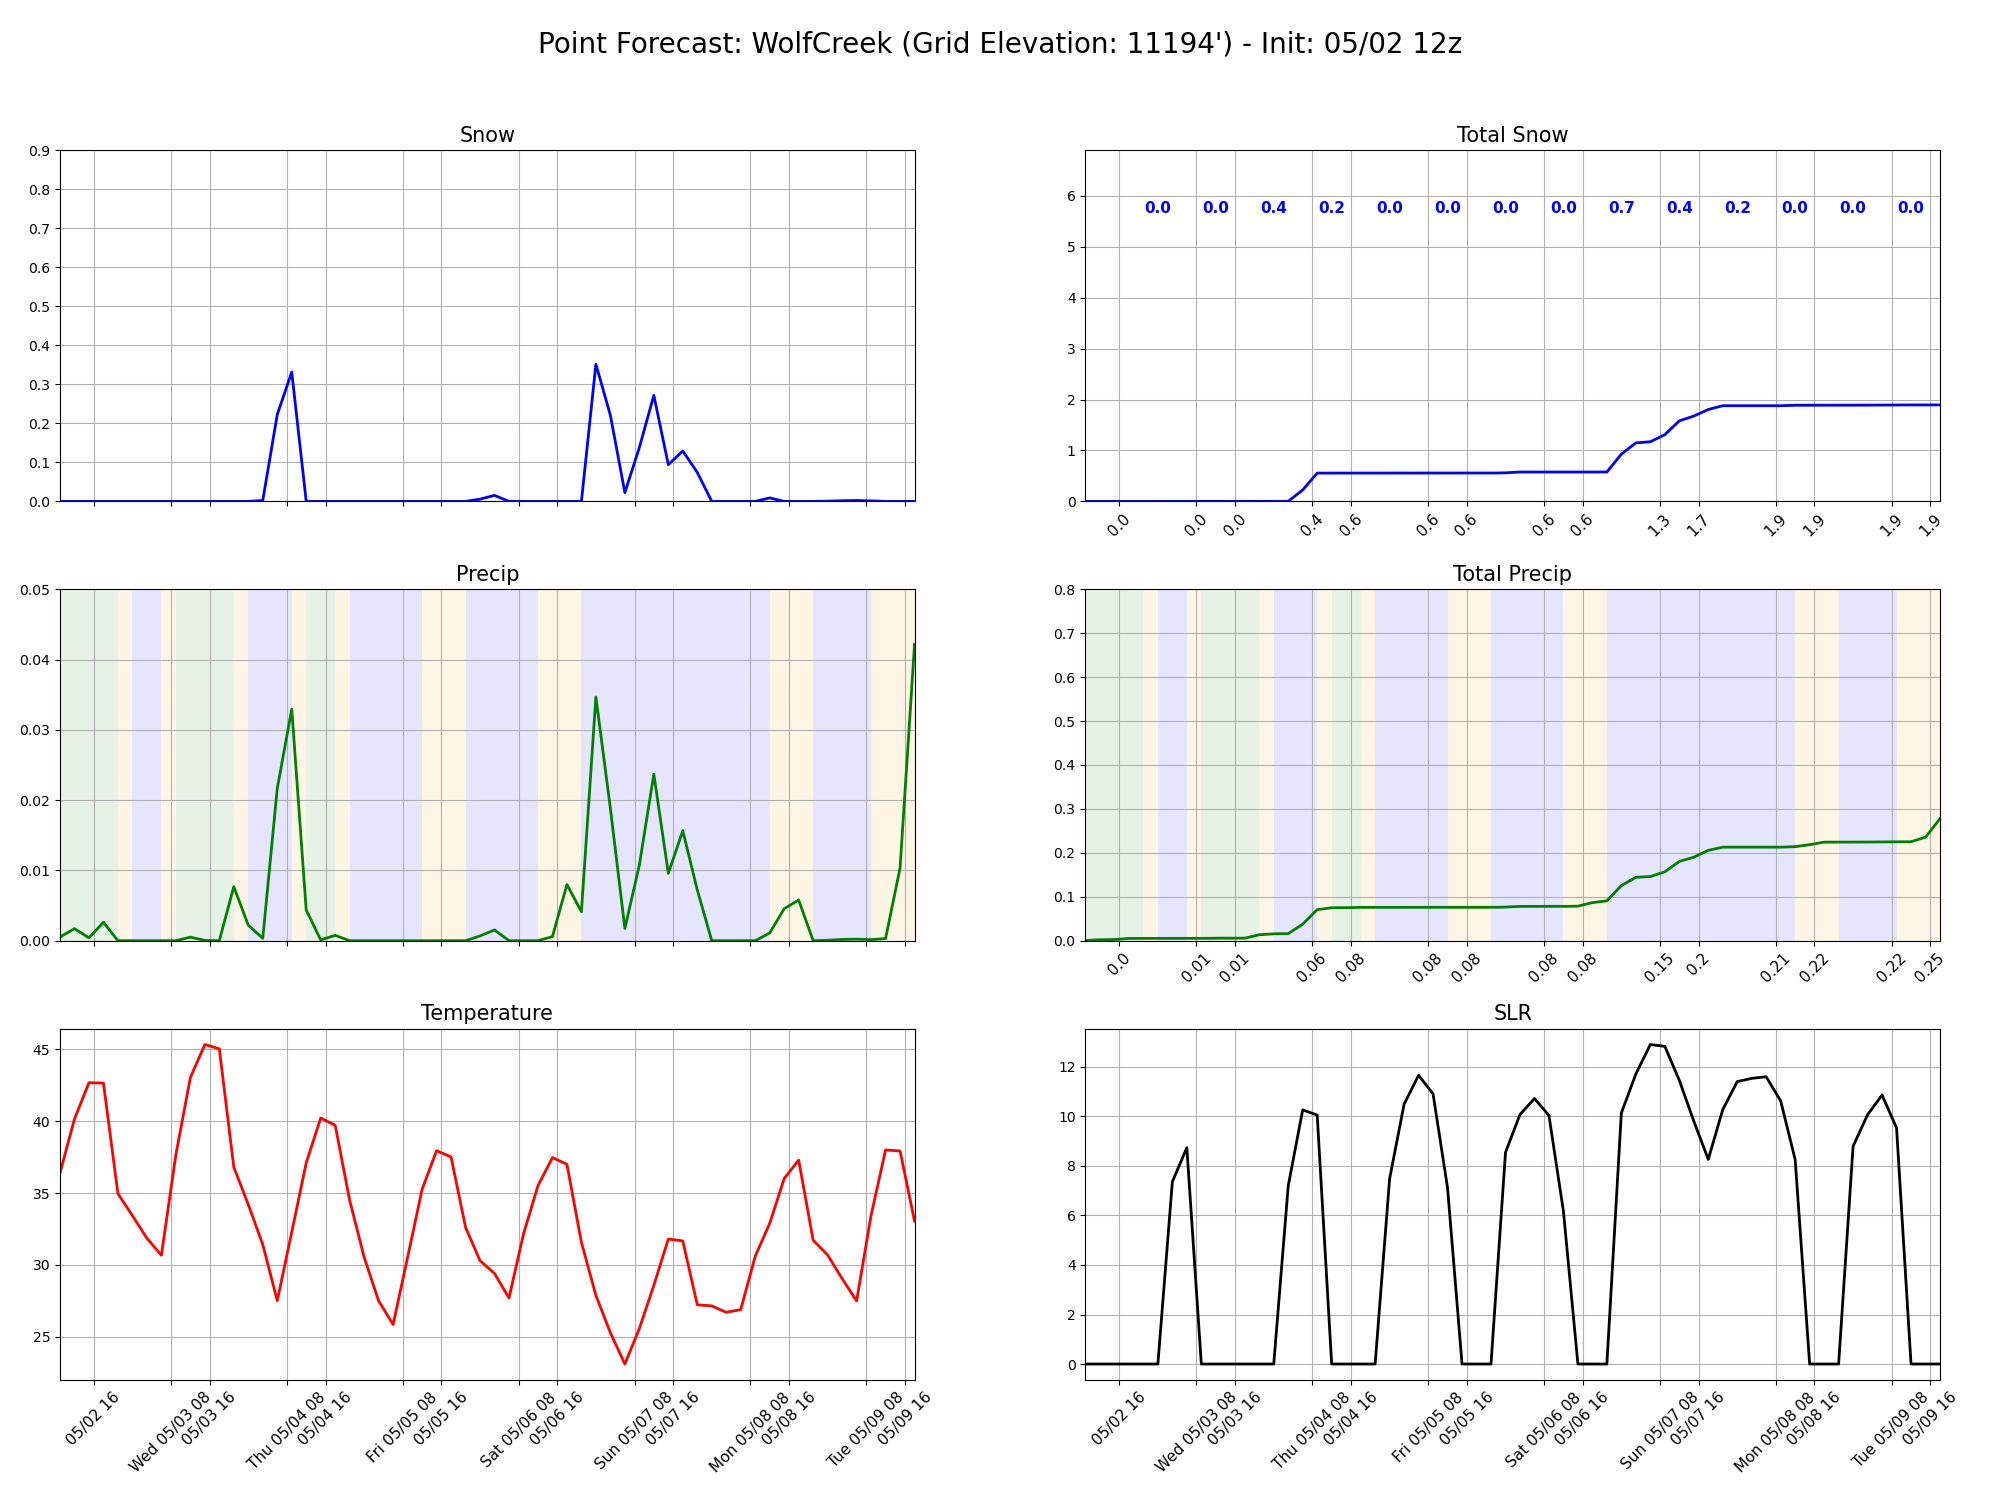 Point Forecast: WolfCreek (Grid Elevation: 11194') - Init: 05/02 12z
Snow
0.9
0.8
0.7
0.6
0.5
0.4
0.3
0.2
0.1
0.0
Total Snow
6
5
4
3
2
1
0
0.0 0.0 0.4 0.2 0.0 0.0 0.0 0.0 0.7 0.4 0.2 0.0 0.0 0.0
0.0 0.0 0.0 0.4 0.6 0.6 0.6 0.6 0.6 1.3 1.7 1.9 1.9 1.9 1.9
Precip
0.05
0.04
0.03
0.02
0.01
0.00
Total Precip
0.8
0.7
0.6
0.5
0.4
0.3
0.2
0.1
0.0
0.0 0.01 0.01 0.06 0.08 0.08 0.08 0.08 0.08 0.15 0.2 0.21 0.22 0.22 0.25
Temperature
45
40
35
30
25
05/02 16
Wed 05/03 08
05/03 16
Thu 05/04 08
05/04 16
Fri 05/05 08
05/05 16
Sat 05/06 08
05/06 16
Sun 05/07 08
05/07 16
Mon 05/08 08
05/08 16
Tue 05/09 08
05/09 16
SLR
12
10
8
6
4
2
0
05/02 16
Wed 05/03 08
05/03 16
Thu 05/04 08
05/04 16
Fri 05/05 08
05/05 16
Sat 05/06 08
05/06 16
Sun 05/07 08
05/07 16
Mon 05/08 08
05/08 16
Tue 05/09 08
05/09 16